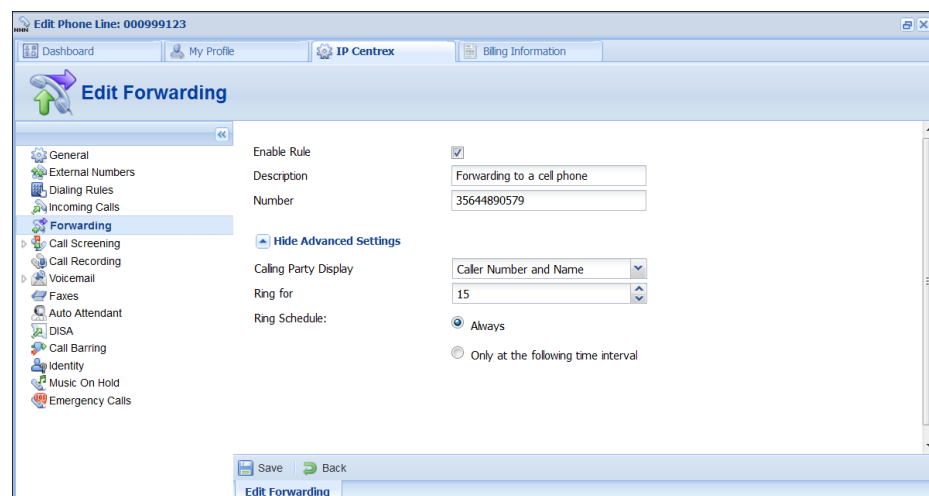 Edit Phone Line: 000999123
Dashboard
My Profile
IP Centrex
Billing Information
Edit Forwarding
General
External Numbers
Dialing Rules
Incoming Calls
Forwarding
Call Screening
Call Recording
Voicemail
Faxes
Auto Attendant
DISA
Call Barring
Identity
Music On Hold
Emergency Calls
Enable Rule
Description
Forwarding to a cell phone
Number
35644890579
Hide Advanced Settings
Calling Party Display
Caller Number and Name
Ring for
15
Ring Schedule:
Always
Only at the following time interval
Save
Back
Edit Forwarding